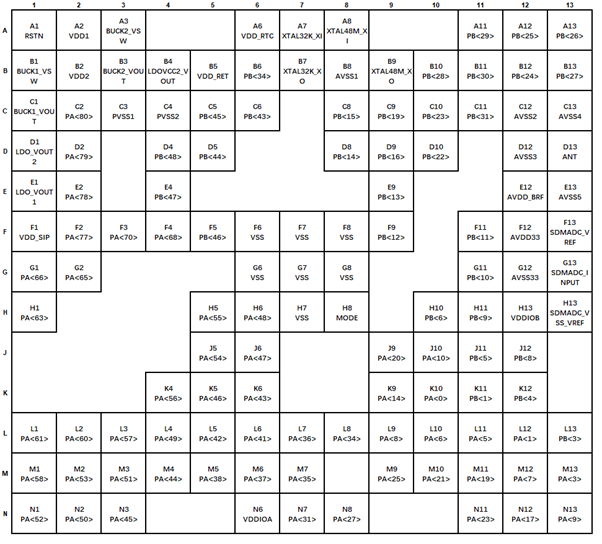 1 2 3 4 5 6 7 8 9 10 11 12 13
A
A1 A2 A3 A6 A7 A8 A11 A12 A13
RSTN VDD1 BUCK2_VSW VDD_RTC XTAL32K_XI XTAL48M_XI PB<29> PB<25> PB<26>
B
B1 B2 B3 B4 B5 B6 B7 B8 B9 B10 B11 B12 B13
BUCK1_VSW VDD2 BUCK2_VOUT LDOVCC2_VOUT VDD_RET PB<34> XTAL32K_XO AVSS1 XTAL48M_XO PB<28> PB<30> PB<24> PB<27>
C
C1 C2 C3 C4 C5 C6 C8 C9 C10 C11 C12 C13
BUCK1_VOUT PA<80> PVSS1 PVSS2 PB<45> PB<43> PB<15> PB<19> PB<23> PB<31> AVSS2 AVSS4
D
D1 D2 D4 D5 D8 D9 D10 D12 D13
LDO_VOUT2 PA<79> PB<48> PB<44> PB<14> PB<16> PB<22> AVSS3 ANT
E
E1 E2 E4 E9 E12 E13
LDO_VOUT1 PA<78> PB<47> PB<13> AVDD_BRF AVSS5
F
F1 F2 F3 F4 F5 F6 F7 F8 F9 F11 F12 F13
VDD_SIP PA<77> PA<70> PA<68> PB<46> VSS VSS VSS PB<12> PB<11> AVDD33 SDMADC_VREF
G
G1 G2 G6 G7 G8 G11 G12 G13
PA<66> PA<65> VSS VSS VSS PB<10> AVSS33 SDMADC_INPUT
H
H1 H5 H6 H7 H8 H10 H11 H13 H13
PA<63> PA<55> PA<48> VSS MODE PB<6> PB<9> VDDIOB SDMADC_VSS_VREF
J
J5 J6 J9 J10 J11 J12
PA<54> PA<47> PA<20> PA<10> PB<5> PB<8>
K
K4 K5 K6 K9 K10 K11 K12
PA<56> PA<46> PA<43> PA<14> PA<0> PB<1> PB<4>
L
L1 L2 L3 L4 L5 L6 L7 L8 L9 L10 L11 L12 L13
PA<61> PA<60> PA<57> PA<49> PA<42> PA<41> PA<36> PA<34> PA<8> PA<6> PA<5> PA<1> PB<3>
M
M1 M2 M3 M4 M5 M6 M7 M9 M10 M11 M12 M13
PA<58> PA<53> PA<51> PA<44> PA<38> PA<37> PA<35> PA<25> PA<21> PA<19> PA<7> PA<3>
N
N1 N2 N3 N6 N7 N8 N11 N12 N13
PA<52> PA<50> PA<45> VDDIOA PA<31> PA<27> PA<23> PA<17> PA<9>